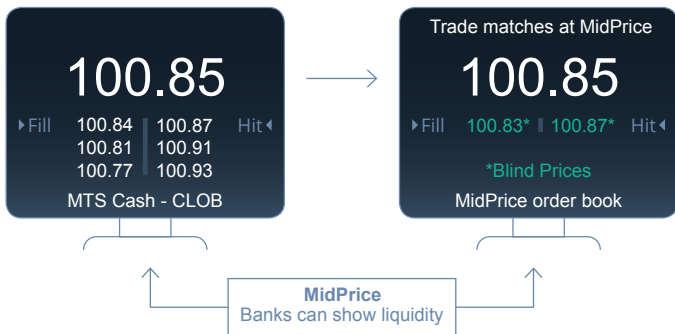 100.85
Fill 100.84 100.87 Hit
100.81 100.91
100.77 100.93
MTS Cash - CLOB
Trade matches at MidPrice
100.85
Fill 100.83* 100.87* Hit
*Blind Prices
MidPrice order book
MidPrice
Banks can show liquidity